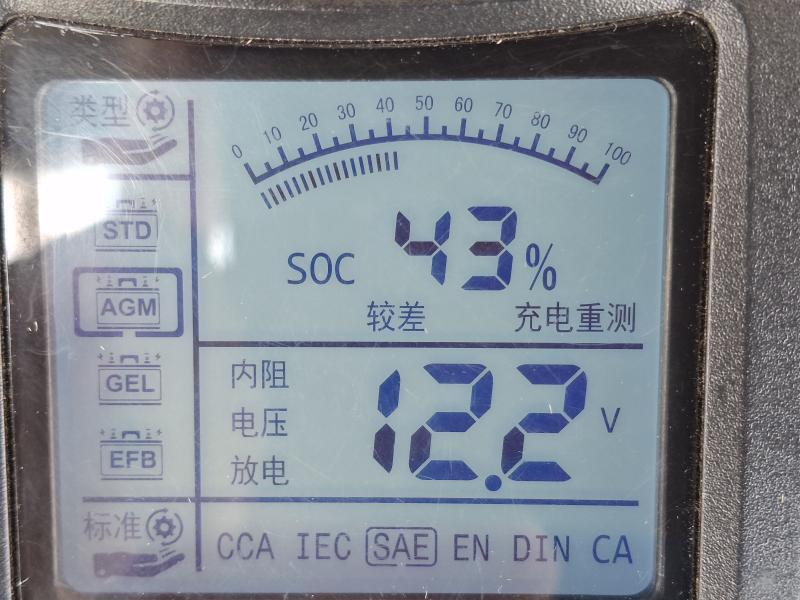 类型
0 10 20 30 40 50 60 70 80 90 100
STD
SOC 43%
AGM
较差 充电重测
GEL
内阻
电压
放电
12.2 V
EFB
标准
CCA IEC SAE EN DIN CA